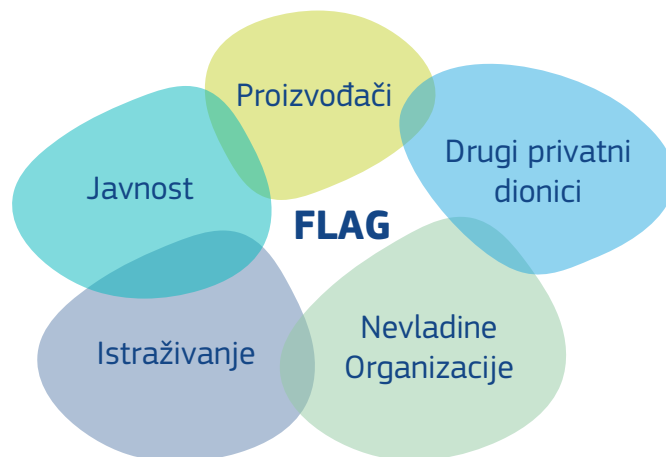 Proizvođači
Drugi privatni
dionici
Javnost
FLAG
Istraživanje
Nevladine
Organizacije